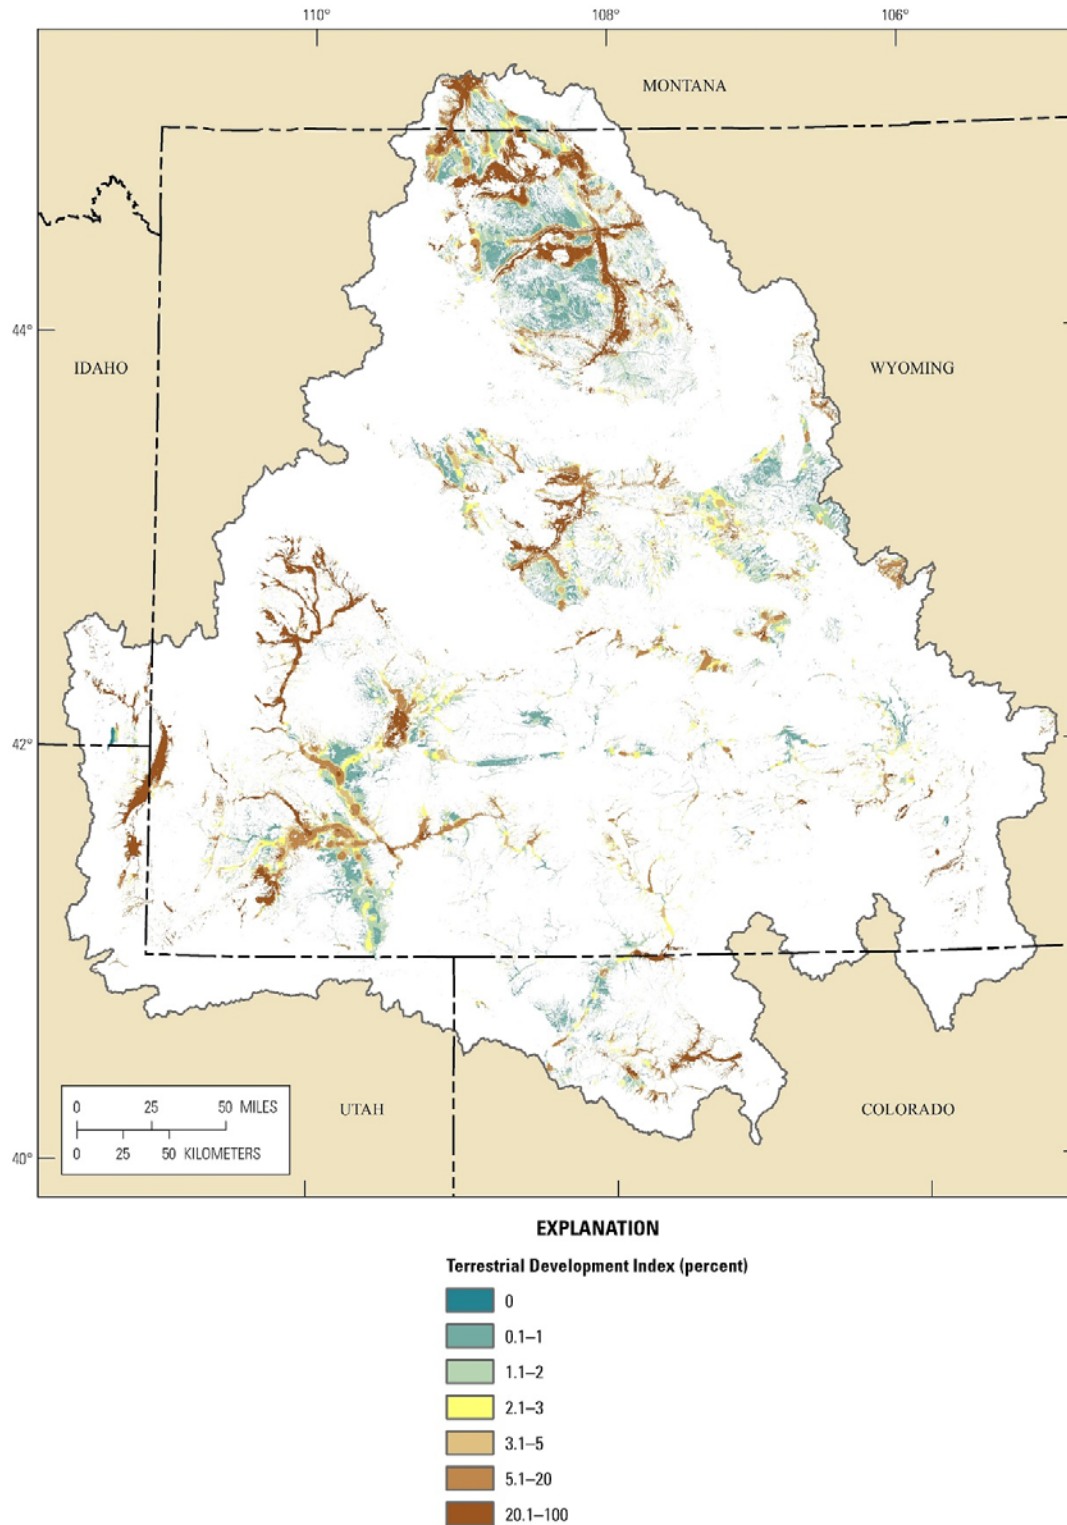 110° 108° 106°
MONTANA
44°
IDAHO WYOMING
42°
0 25 50 MILES
0 25 50 KILOMETERS
UTAH COLORADO
40°
EXPLANATION
Terrestrial Development Index (percent)
0
0.1–1
1.1–2
2.1–3
3.1–5
5.1–20
20.1–100